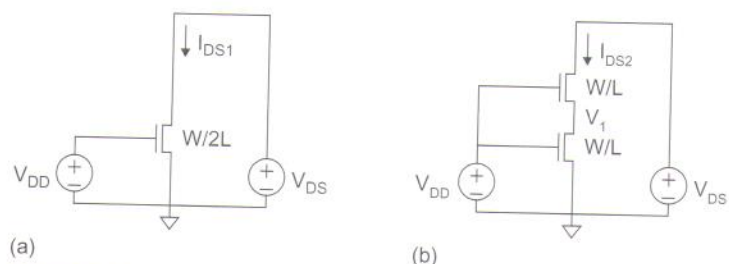 I_DS1
W/2L
V_DD
+
−
+
−
V_DS
(a)
I_DS2
W/L
V_1
W/L
V_DD
+
−
+
−
V_DS
(b)